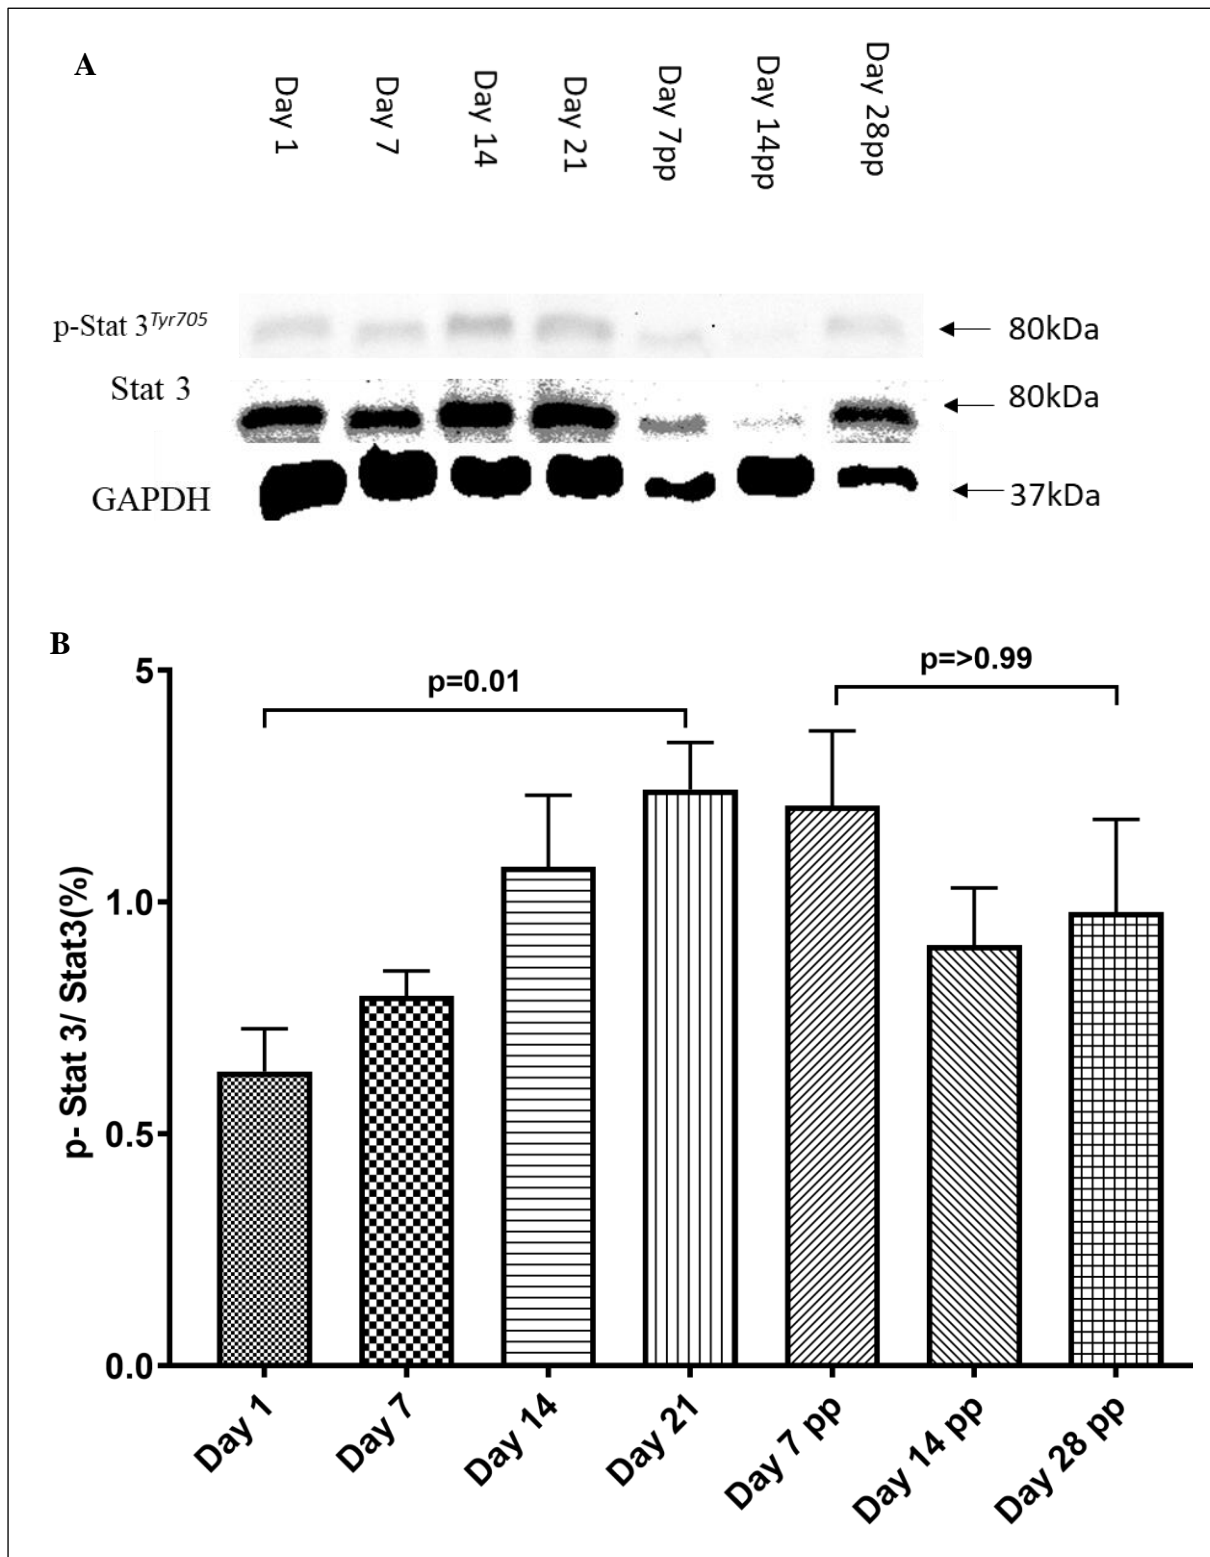 A
Day 1
Day 7
Day 14
Day 21
Day 7pp
Day 14pp
Day 28pp
p-Stat 3Tyr705
80kDa
Stat 3
80kDa
GAPDH
37kDa
B
p=0.01
p=>0.99
p- Stat 3/ Stat3(%)
5
1.0
0.5
0.0
Day 1
Day 7
Day 14
Day 21
Day 7 pp
Day 14 pp
Day 28 pp